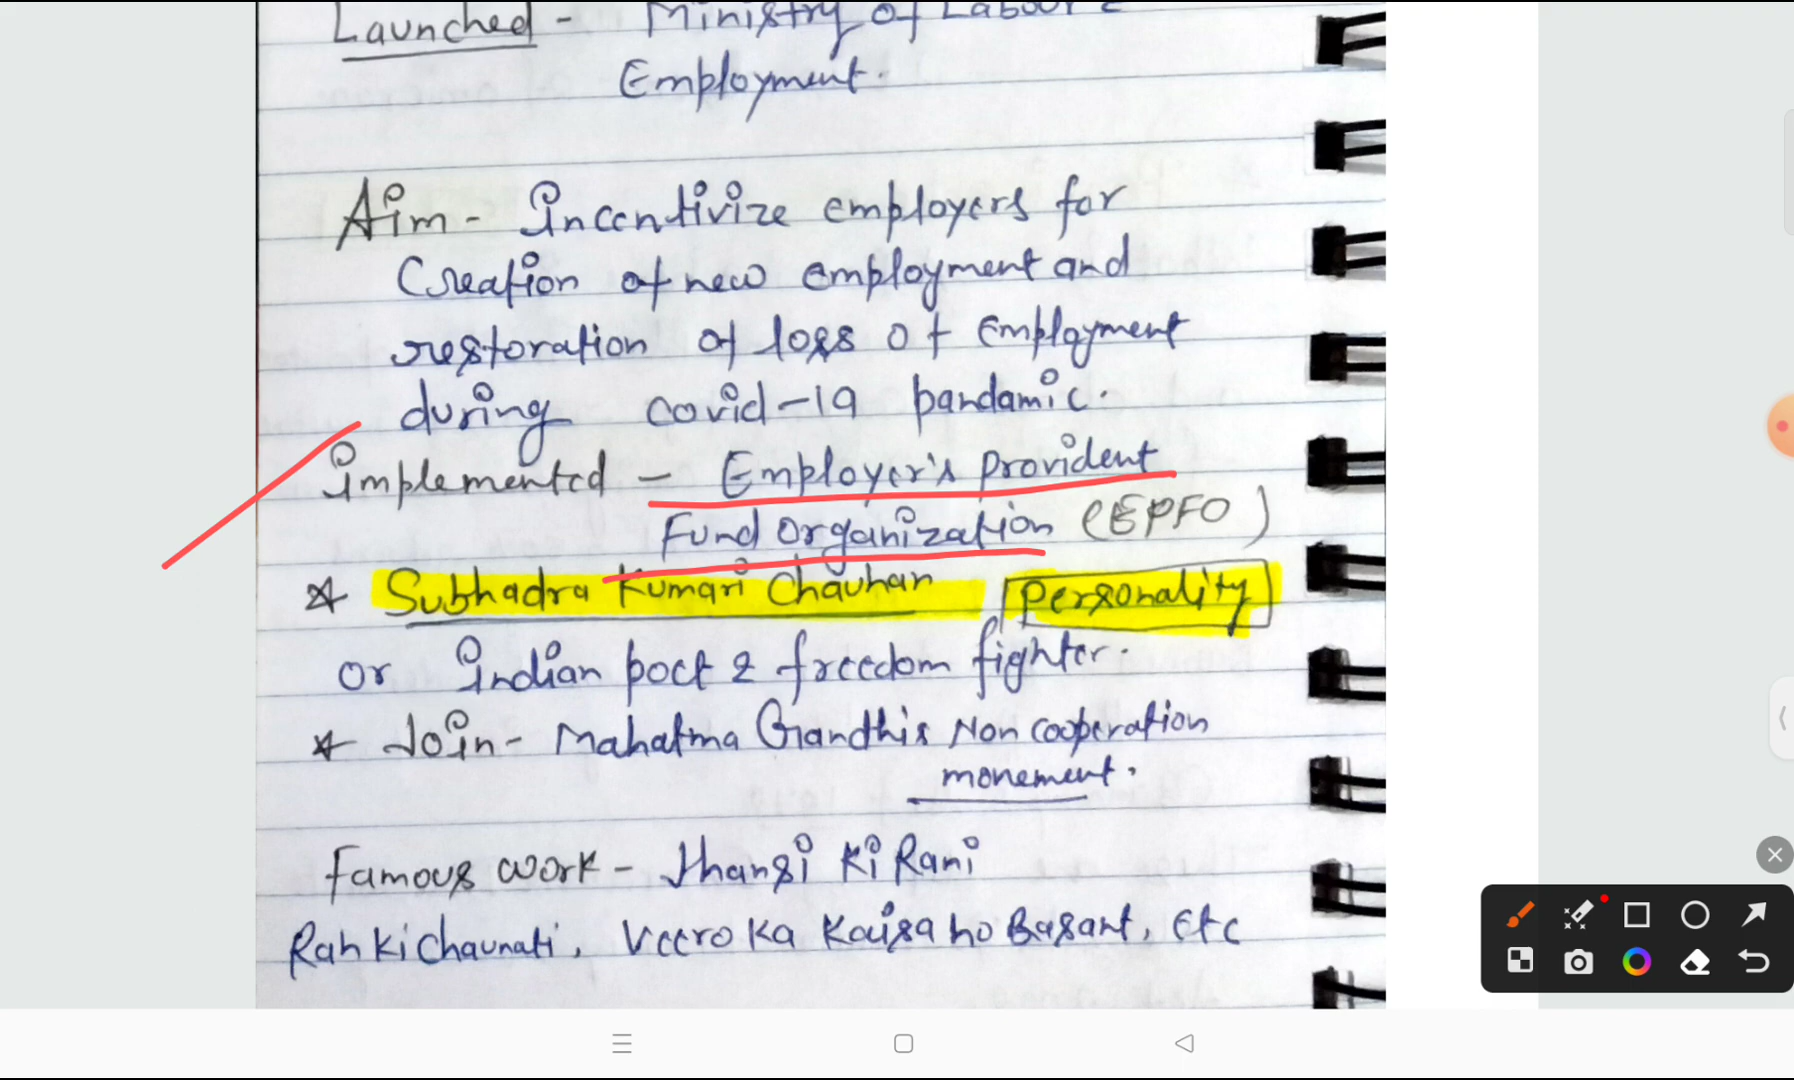 Launched - Ministry of Labour &
Employment.
Aim - Incentivize employers for
Creation of new employment and
restoration of loss of Employment
during covid-19 pandamic.
Implemented - Employer's Provident
Fund Organization (EPFO)
☆ Subhadra Kumari Chauhan Personality
or Indian poet & freedom fighter.
☆ Join - Mahatma Gandhis Non cooperation
monement.
Famous work - Jhansi Ki Rani
Rah ki Chaunati, Veero Ka Kaisa ho Basant, Etc